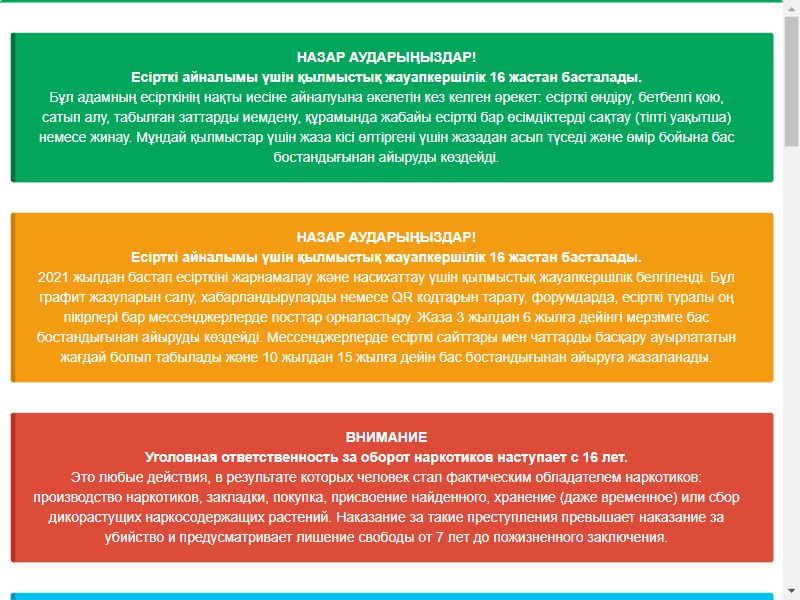 НАЗАР АУДАРЫҢЫЗДАР!
Есірткі айналымы үшін қылмыстық жауапкершілік 16 жастан басталады.
Бұл адамның есірткінің нақты иесіне айналуына әкелетін кез келген әрекет: есірткі өндіру, бетбелгі қою,
сатып алу, табылған заттарды иемдену, құрамында жабайы есірткі бар өсімдіктерді сақтау (тіпті уақытша)
немесе жинау. Мұндай қылмыстар үшін жаза кісі өлтіргені үшін жазадан асып түседі және өмір бойына бас
бостандығынан айыруды көздейді.
НАЗАР АУДАРЫҢЫЗДАР!
Есірткі айналымы үшін қылмыстық жауапкершілік 16 жастан басталады.
2021 жылдан бастап есірткіні жарнамалау және насихаттау үшін қылмыстық жауапкершілік белгіленді. Бұл
графит жазуларын салу, хабарландыруларды немесе QR кодтарын тарату, форумдарда, есірткі туралы оң
пікірлері бар мессенджерлерде посттар орналастыру. Жаза 3 жылдан 6 жылға дейінгі мерзімге бас
бостандығынан айыруды көздейді. Мессенджерлерде есірткі сайттары мен чаттарды басқару ауырлататын
жағдай болып табылады және 10 жылдан 15 жылға дейін бас бостандығынан айыруға жазаланады.
ВНИМАНИЕ
Уголовная ответственность за оборот наркотиков наступает с 16 лет.
Это любые действия, в результате которых человек стал фактическим обладателем наркотиков:
производство наркотиков, закладки, покупка, присвоение найденного, хранение (даже временное) или сбор
дикорастущих наркосодержащих растений. Наказание за такие преступления превышает наказание за
убийство и предусматривает лишение свободы от 7 лет до пожизненного заключения.